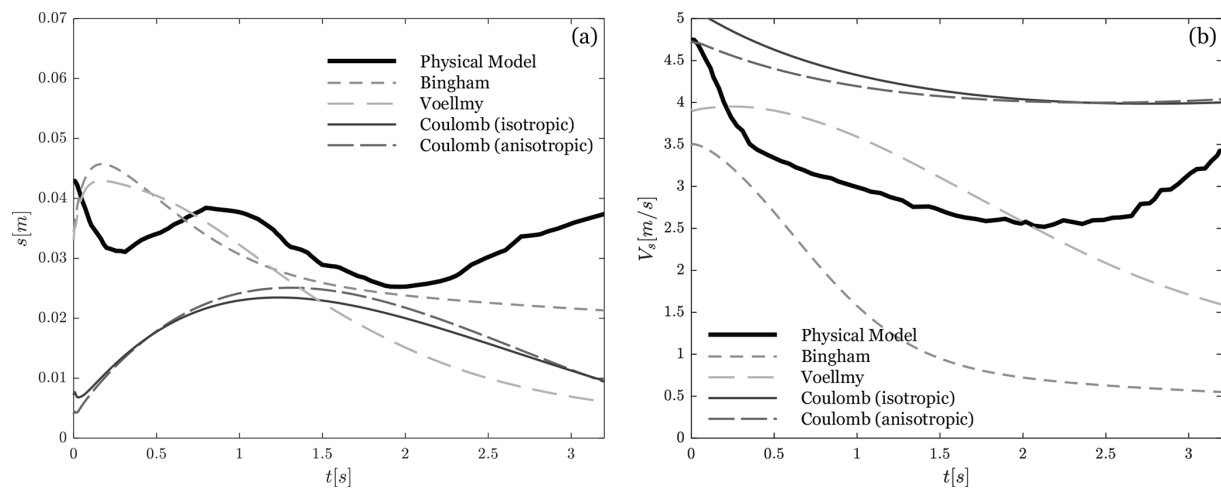 (a)
0.07
0.06
0.05
0.04
0.03
0.02
0.01
0
s[m]
Physical Model
Bingham
Voellmy
Coulomb (isotropic)
Coulomb (anisotropic)
0 0.5 1 1.5 2 2.5 3
t[s]
(b)
5
4.5
4
3.5
3
2.5
2
1.5
1
0.5
0
V_s[m/s]
Physical Model
Bingham
Voellmy
Coulomb (isotropic)
Coulomb (anisotropic)
0 0.5 1 1.5 2 2.5 3
t[s]